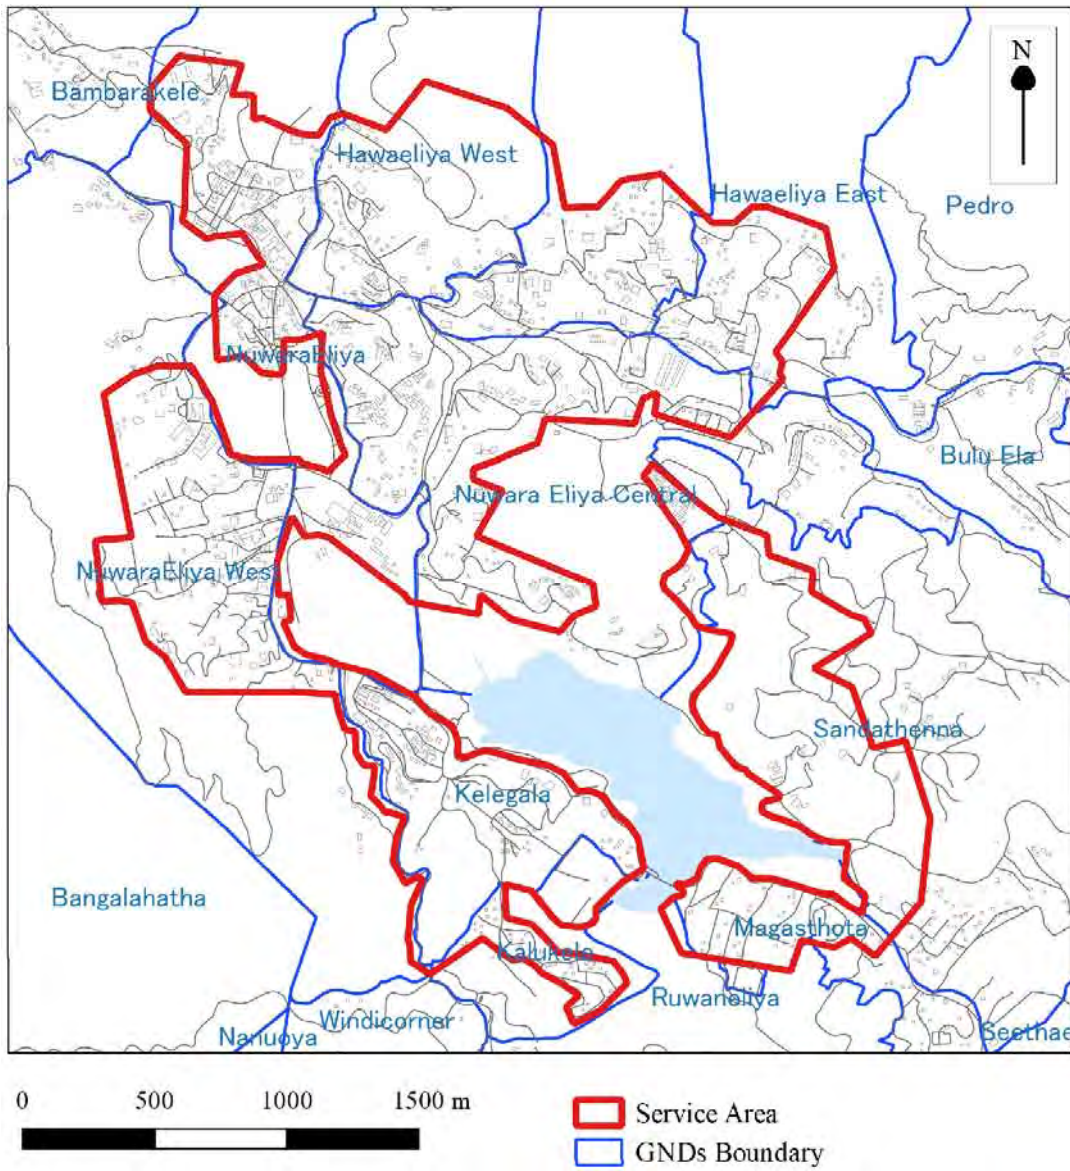 N
Bambarakele
Hawaeliya West
Hawaeliya East
Pedro
NuwaraEliya
Bulu Ela
Nuwara Eliya Central
NuwaraEliya West
Sandathenna
Kelegala
Bangalahatha
Magasthota
Kalukele
Ruwaneliya
Windicorner
Nanuoya
Seethae
0 500 1000 1500 m
Service Area
GNDs Boundary